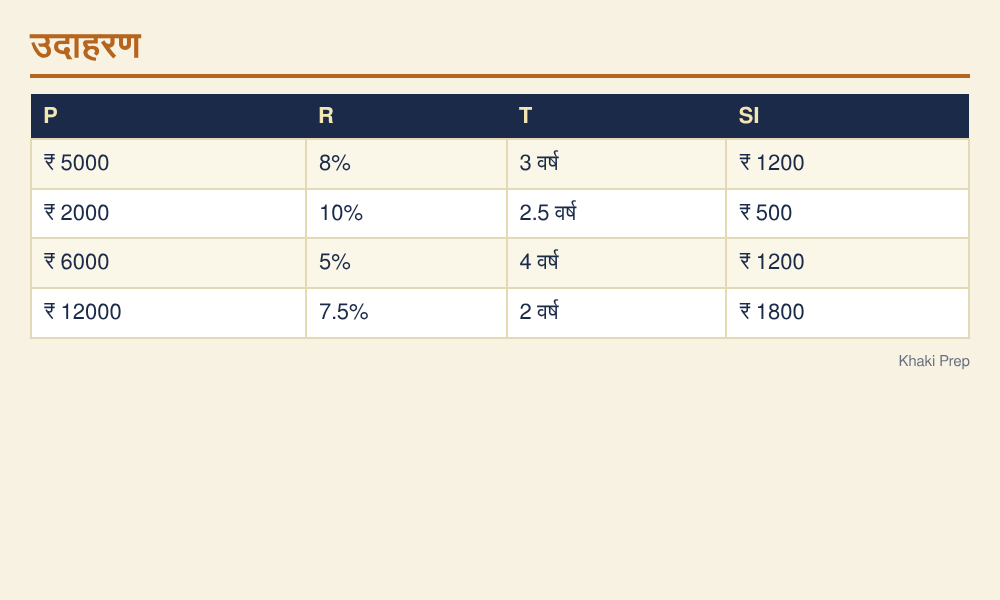 उदाहरण
P R T SI
₹ 5000 8% 3 वर्ष ₹ 1200
₹ 2000 10% 2.5 वर्ष ₹ 500
₹ 6000 5% 4 वर्ष ₹ 1200
₹ 12000 7.5% 2 वर्ष ₹ 1800
Khaki Prep